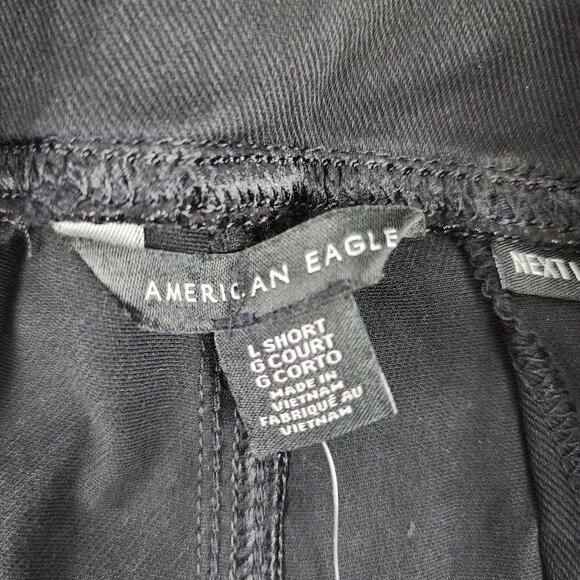 AMERICAN EAGLE
L SHORT
G COURT
G CORTO
MADE IN
VIETNAM
FABRIQUÉ AU
VIETNAM